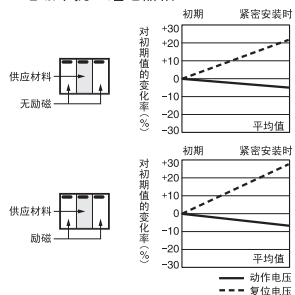 初期
紧密安装时
对初期值的变化率(%)
+30
+20
+10
0
-10
-20
-30
平均值
供应材料
无励磁
初期
紧密安装时
对初期值的变化率(%)
+30
+20
+10
0
-10
-20
-30
平均值
供应材料
励磁
动作电压
复位电压